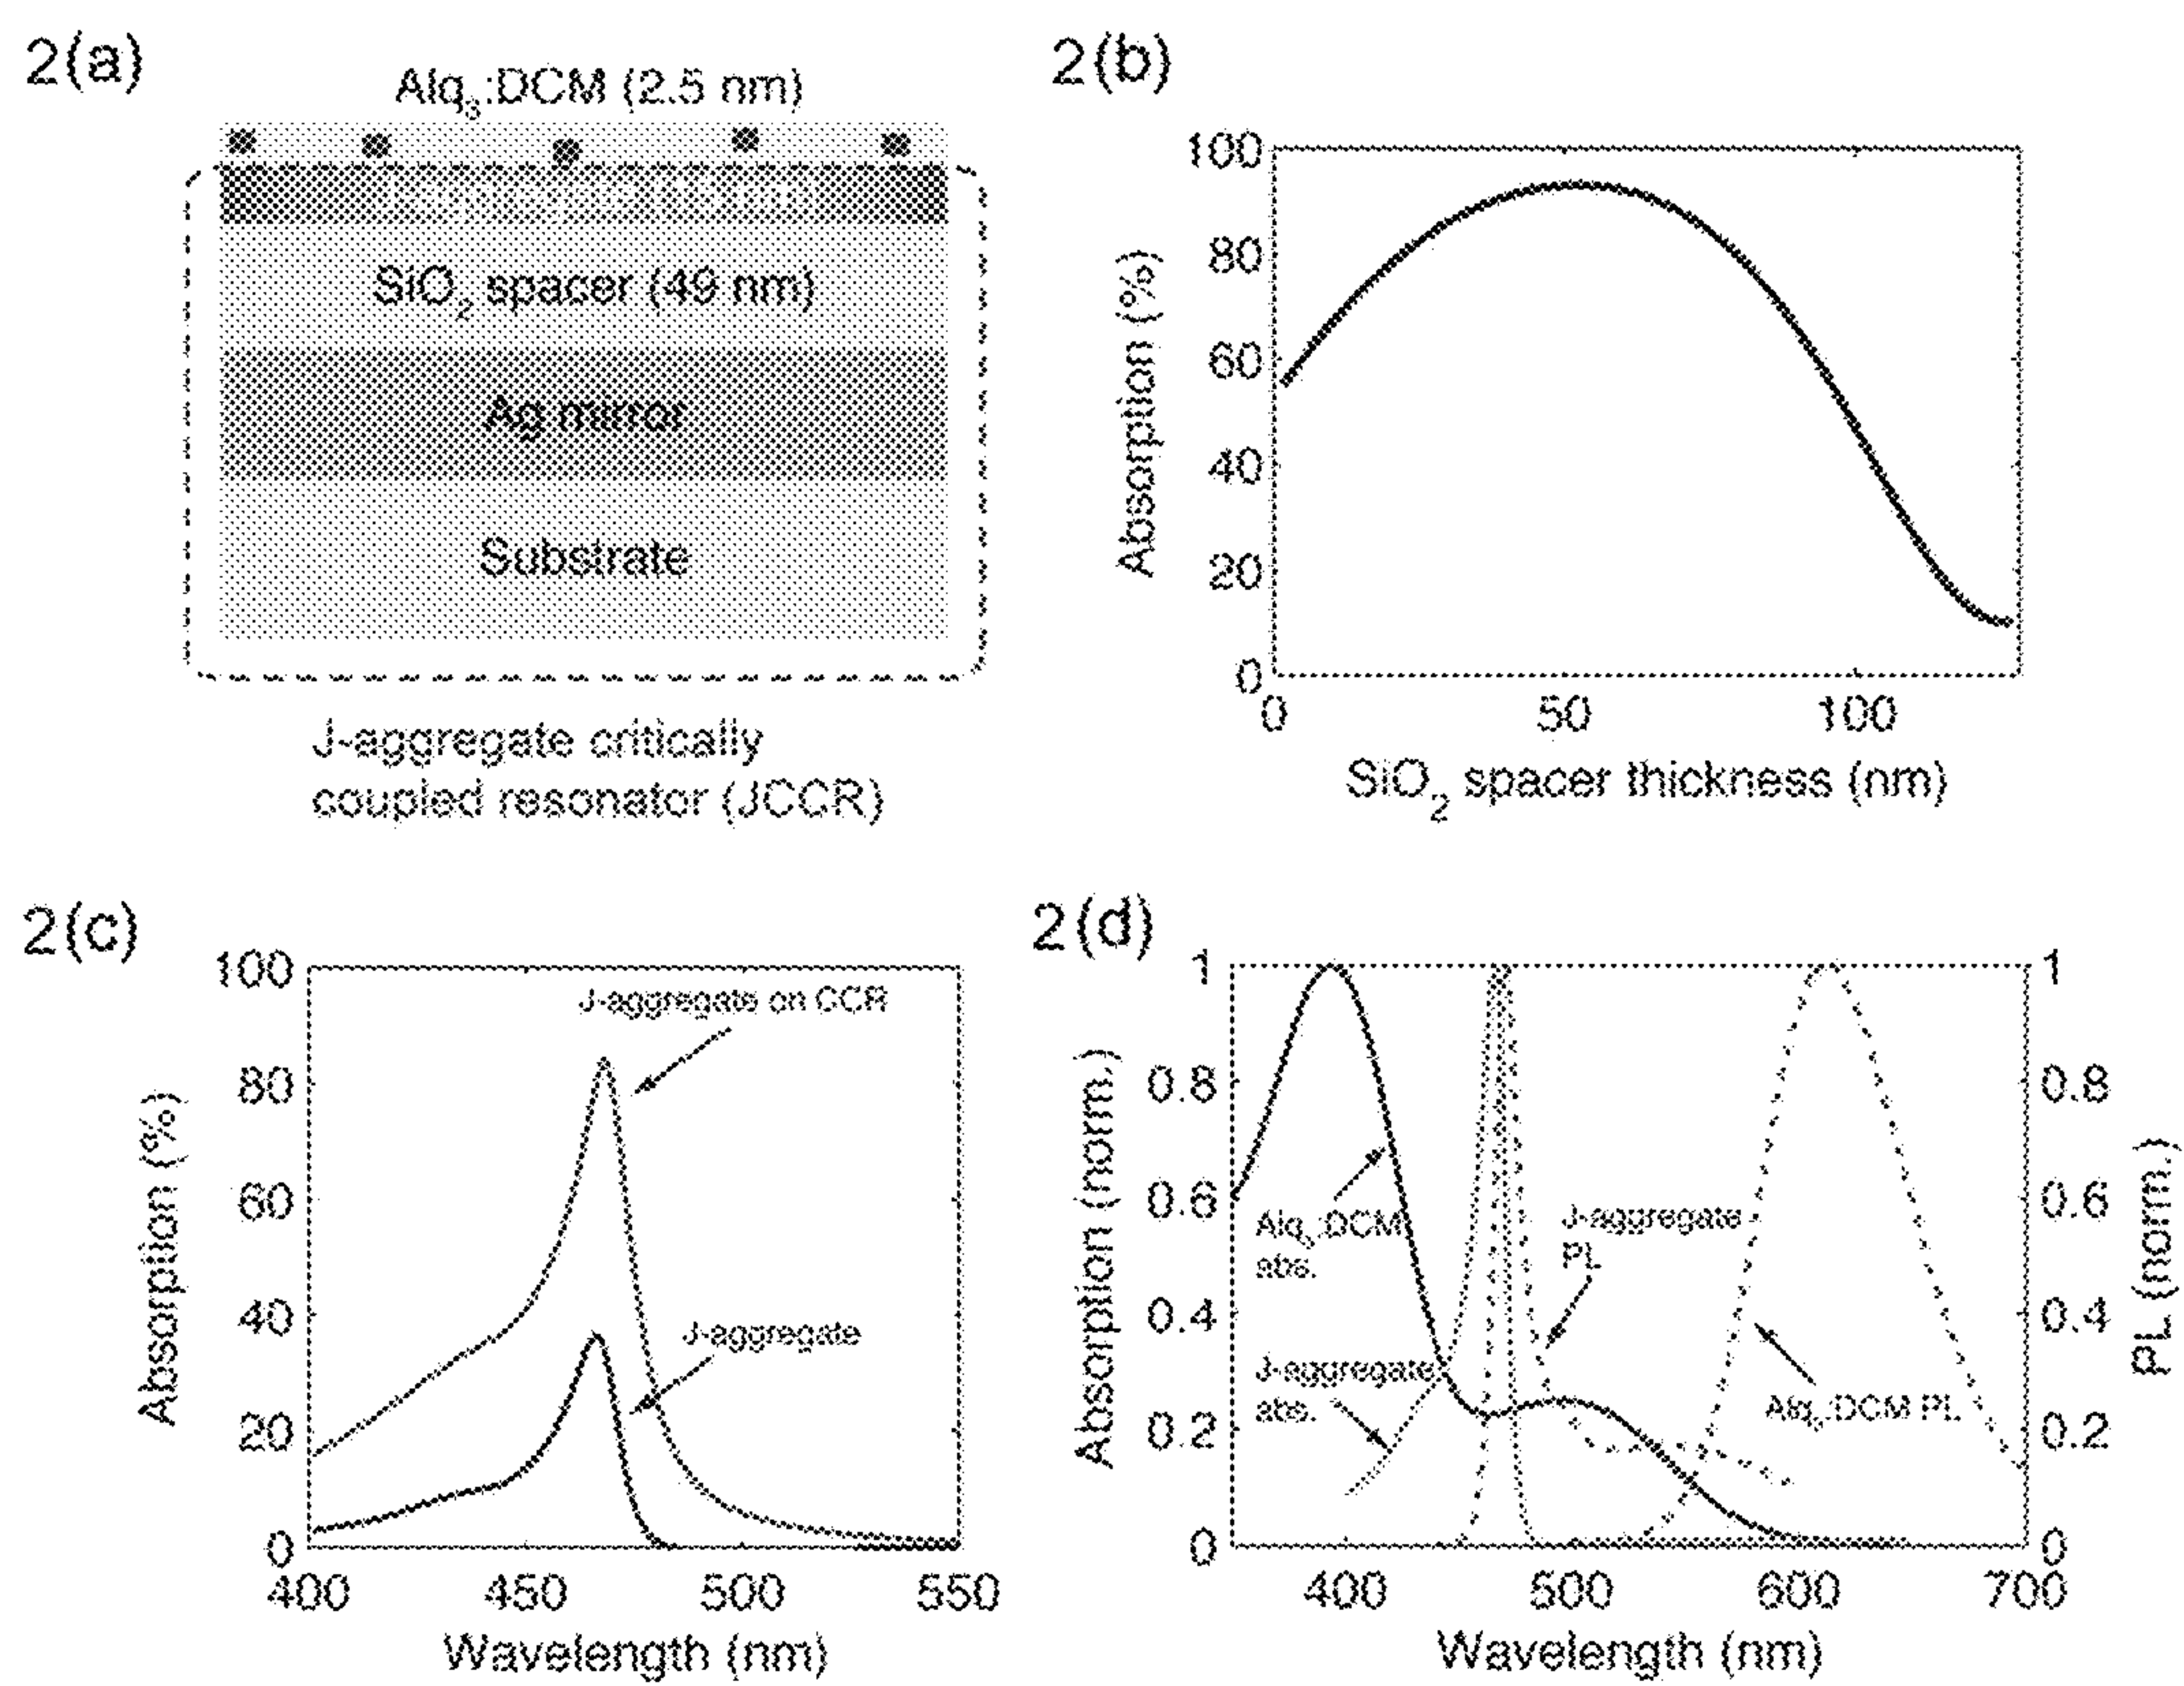 2(a)
Alq3:DCM (2.5 nm)
SiO2 spacer (49 nm)
Ag mirror
Substrate
J-aggregate critically
coupled resonator (JCCR)
2(b)
100
80
60
40
20
0
0 50 100
Absorption (%)
SiO2 spacer thickness (nm)
2(c)
100
80
60
40
20
0
400 450 500 550
Absorption (%)
Wavelength (nm)
J-aggregate on CCR
J-aggregate
2(d)
1
0.8
0.6
0.4
0.2
0
1
0.8
0.6
0.4
0.2
0
400 500 600 700
Absorption (norm.)
PL (norm.)
Wavelength (nm)
Alq3:DCM
abs.
J-aggregate
PL
J-aggregate
abs.
Alq3:DCM PL